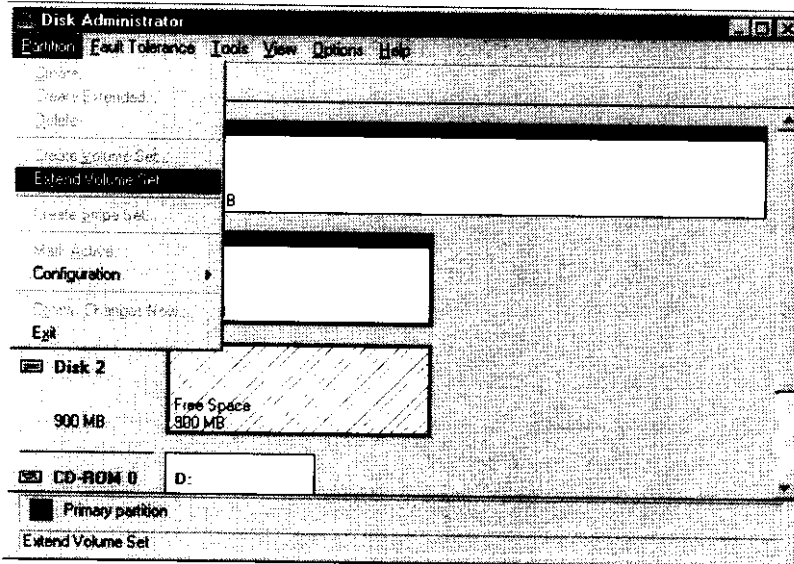 Disk Administrator
Partition Fault Tolerance Tools View Options Help
Create...
Create Extended...
Delete
Create Volume Set...
Extend Volume Set...
Create Stripe Set...
Mark Active...
Configuration
Commit Changes Now...
Exit
B
Disk 2
900 MB
Free Space
900 MB
CD-ROM 0
D:
Primary partition
Extend Volume Set